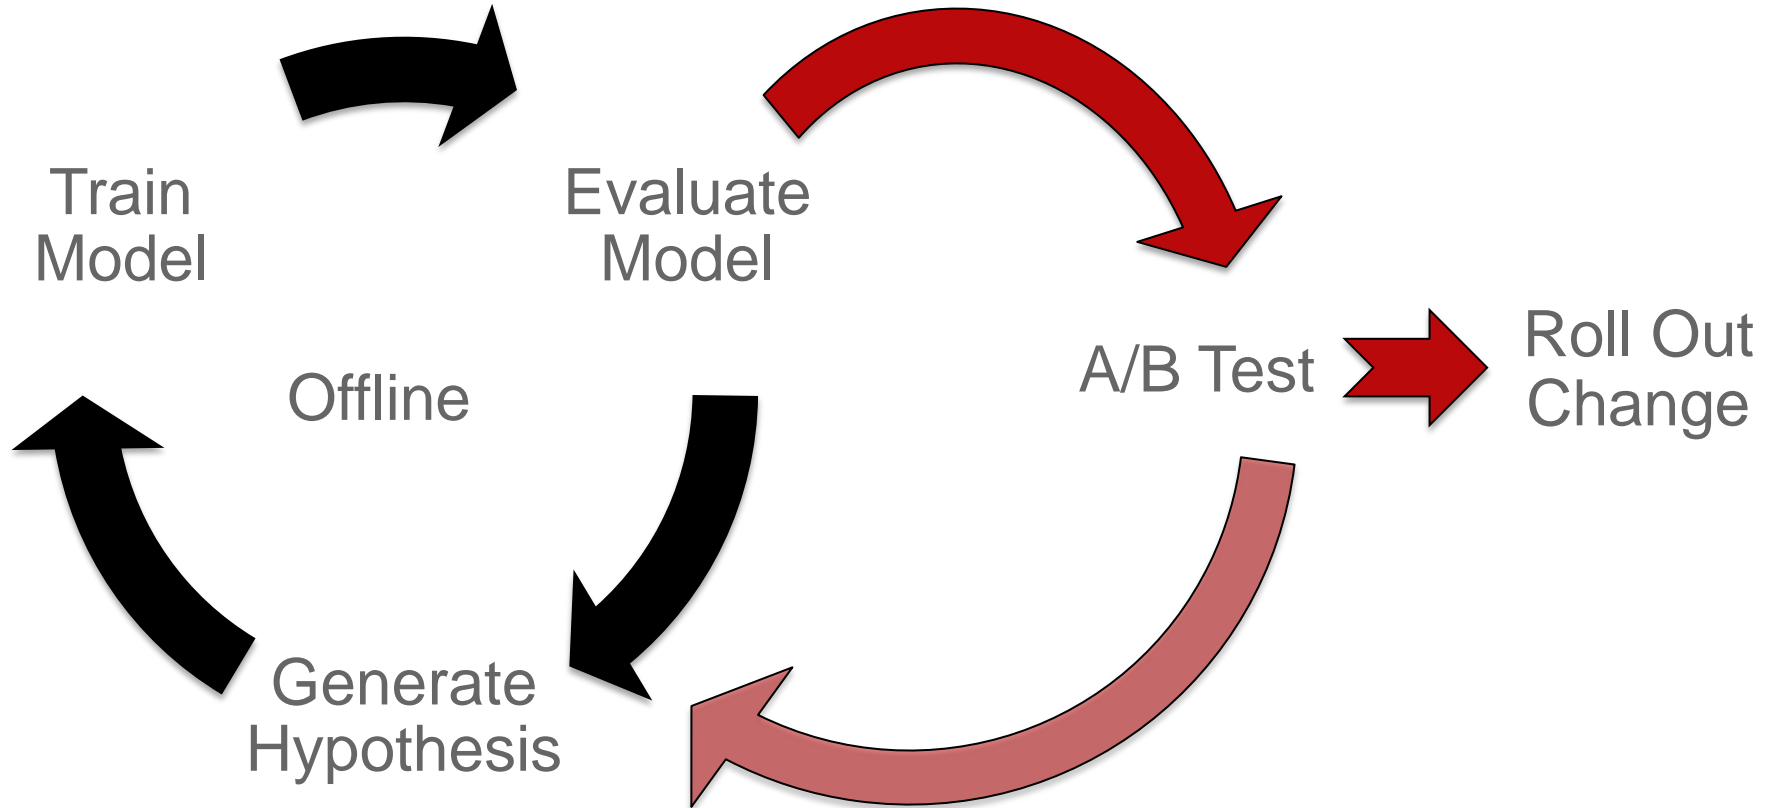 Train
Model
Evaluate
Model
Offline
A/B Test
Roll Out
Change
Generate
Hypothesis